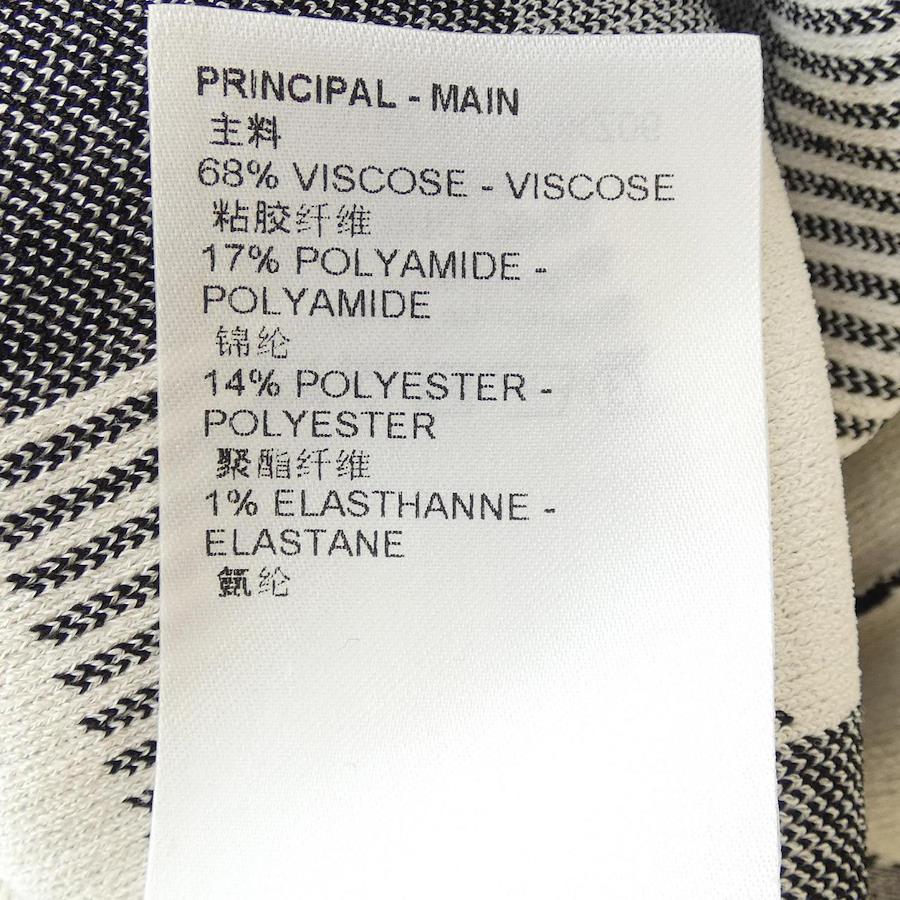 PRINCIPAL - MAIN
主料
68% VISCOSE - VISCOSE
粘胶纤维
17% POLYAMIDE -
POLYAMIDE
锦纶
14% POLYESTER -
POLYESTER
聚酯纤维
1% ELASTHANNE -
ELASTANE
氨纶